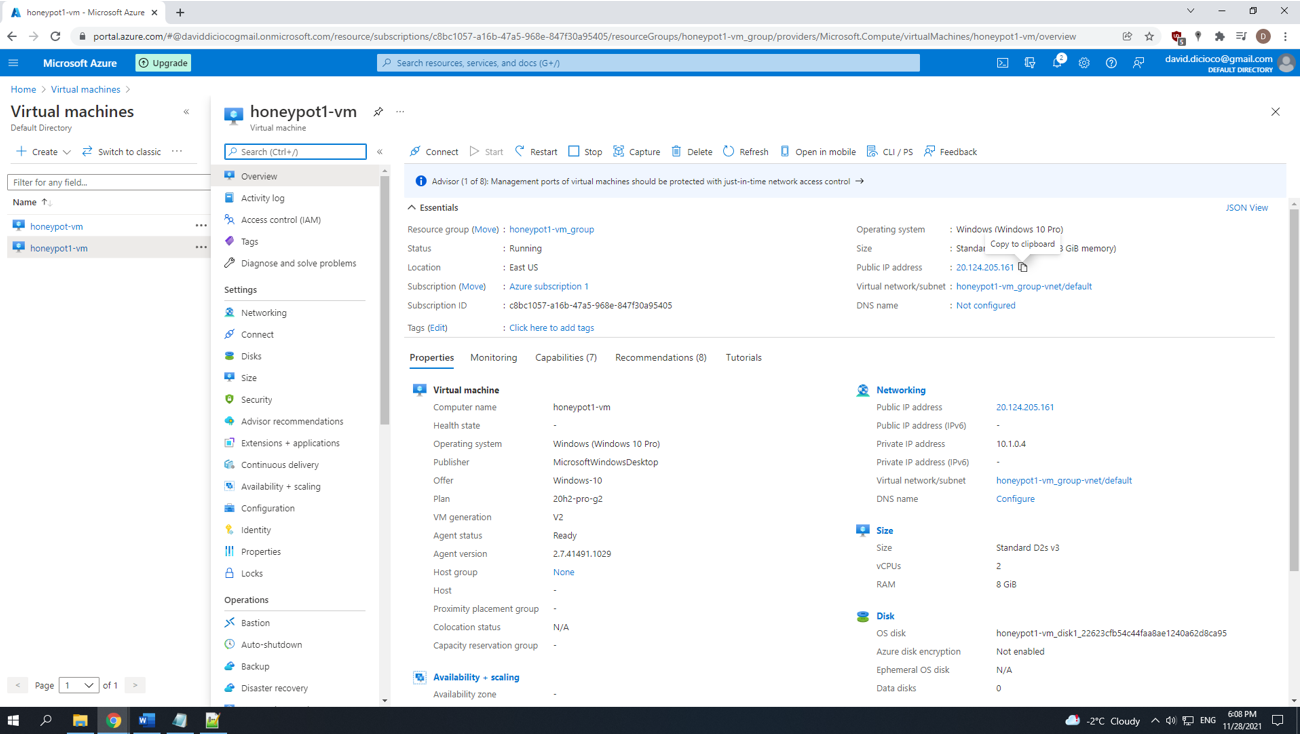 honeypot1-vm - Microsoft Azure
portal.azure.com/#@daviddiciocogmail.onmicrosoft.com/resource/subscriptions/c8bc1057-a16b-47a5-968e-847f30a95405/resourceGroups/honeypot1-vm_group/providers/Microsoft.Compute/virtualMachines/honeypot1-vm/overview
5
D
Microsoft Azure
Upgrade
Search resources, services, and docs (G+/)
2
david.dicioco@gmail.com
DEFAULT DIRECTORY
Home > Virtual machines >
Virtual machines
Default Directory
Create
Switch to classic
Filter for any field...
Name
honeypot-vm
honeypot1-vm
Page 1 of 1
honeypot1-vm
Virtual machine
Search (Ctrl+/)
Overview
Activity log
Access control (IAM)
Tags
Diagnose and solve problems
Settings
Networking
Connect
Disks
Size
Security
Advisor recommendations
Extensions + applications
Continuous delivery
Availability + scaling
Configuration
Identity
Properties
Locks
Operations
Bastion
Auto-shutdown
Backup
Disaster recovery
Connect Start Restart Stop Capture Delete Refresh Open in mobile CLI / PS Feedback
Advisor (1 of 8): Management ports of virtual machines should be protected with just-in-time network access control →
Essentials
JSON View
Resource group (Move) : honeypot1-vm_group
Status : Running
Location : East US
Subscription (Move) : Azure subscription 1
Subscription ID : c8bc1057-a16b-47a5-968e-847f30a95405
Tags (Edit) : Click here to add tags
Operating system : Windows (Windows 10 Pro)
Copy to clipboard
Size : GiB memory)
Public IP address : 20.124.205.161
Virtual network/subnet : honeypot1-vm_group-vnet/default
DNS name : Not configured
Properties Monitoring Capabilities (7) Recommendations (8) Tutorials
Virtual machine
Computer name honeypot1-vm
Health state -
Operating system Windows (Windows 10 Pro)
Publisher MicrosoftWindowsDesktop
Offer Windows-10
Plan 20h2-pro-g2
VM generation V2
Agent status Ready
Agent version 2.7.41491.1029
Host group None
Host -
Proximity placement group -
Colocation status N/A
Capacity reservation group -
Availability + scaling
Availability zone -
Networking
Public IP address 20.124.205.161
Public IP address (IPv6) -
Private IP address 10.1.0.4
Private IP address (IPv6) -
Virtual network/subnet honeypot1-vm_group-vnet/default
DNS name Configure
Size
Size Standard D2s v3
vCPUs 2
RAM 8 GiB
Disk
OS disk honeypot1-vm_disk1_22623cfb54c44faa8ae1240a62d8ca95
Azure disk encryption Not enabled
Ephemeral OS disk N/A
Data disks 0
-2°C Cloudy
ENG
6:08 PM
11/28/2021